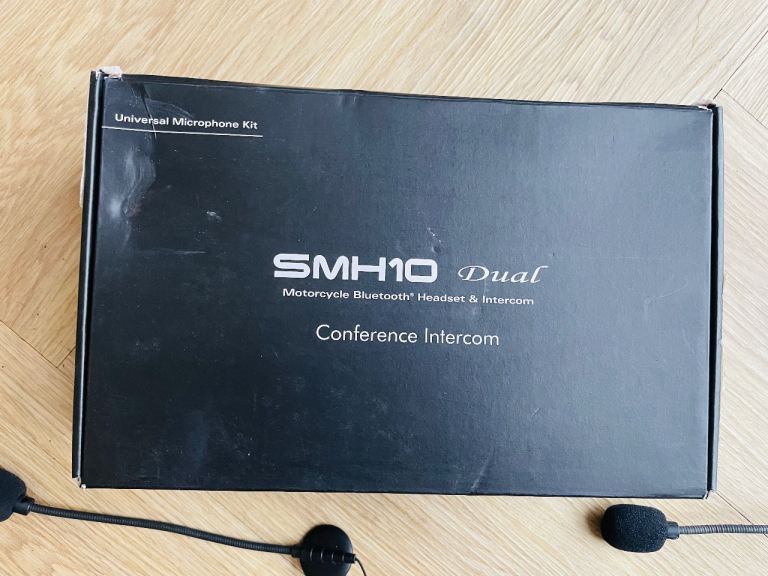 Universal Microphone Kit
SMH10 Dual
Motorcycle Bluetooth® Headset & Intercom
Conference Intercom